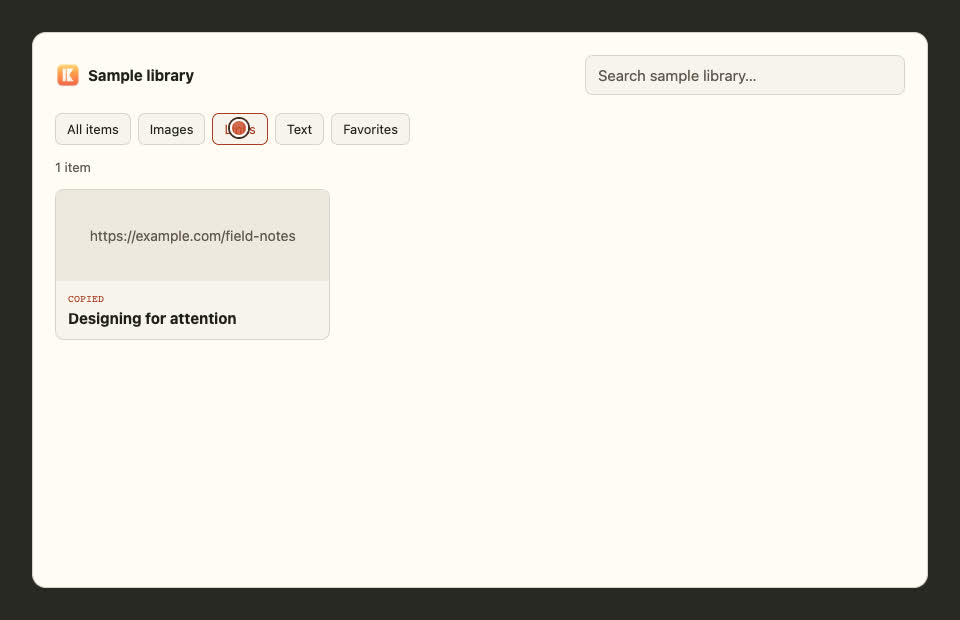 Sample library
Search sample library...
All items
Images
Text
Favorites
1 item
https://example.com/field-notes
COPIED
Designing for attention